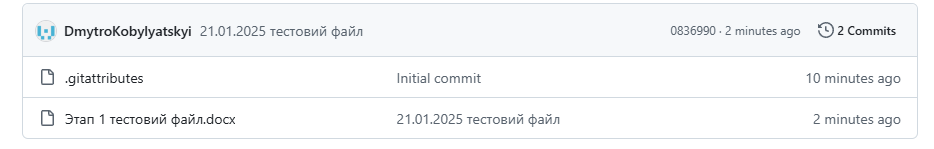 DmytroKobylyatskyi 21.01.2025 тестовий файл 0836990 · 2 minutes ago 2 Commits
.gitattributes Initial commit 10 minutes ago
Этап 1 тестовий файл.docx 21.01.2025 тестовий файл 2 minutes ago